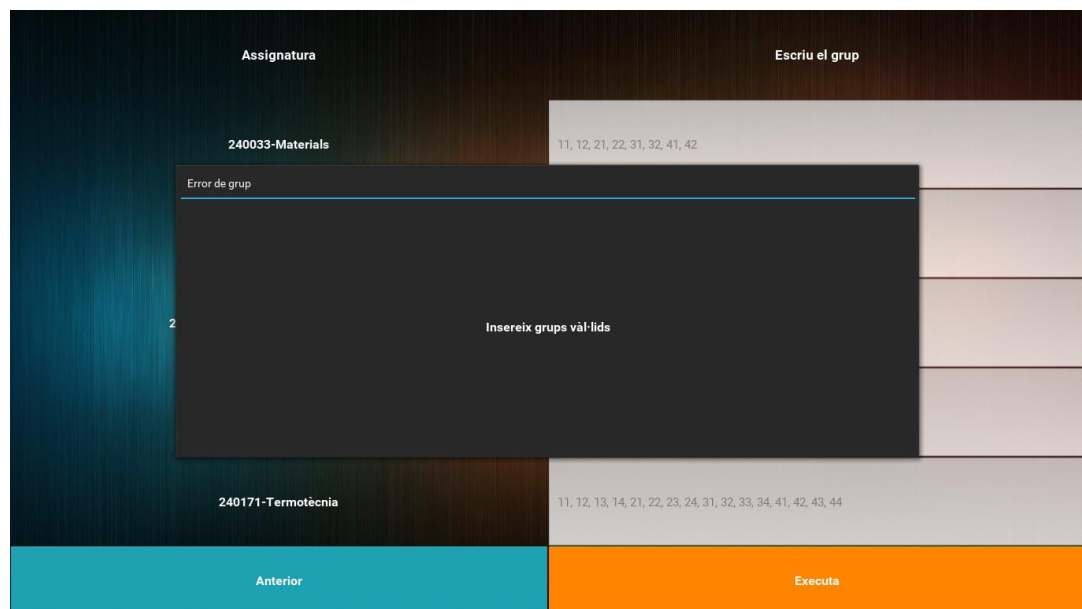 Assignatura
Escriu el grup
240033-Materials
11, 12, 21, 22, 31, 32, 41, 42
Error de grup
2
Insereix grups vàl·lids
240171-Termotècnia
11, 12, 13, 14, 21, 22, 23, 24, 31, 32, 33, 34, 41, 42, 43, 44
Anterior
Executa